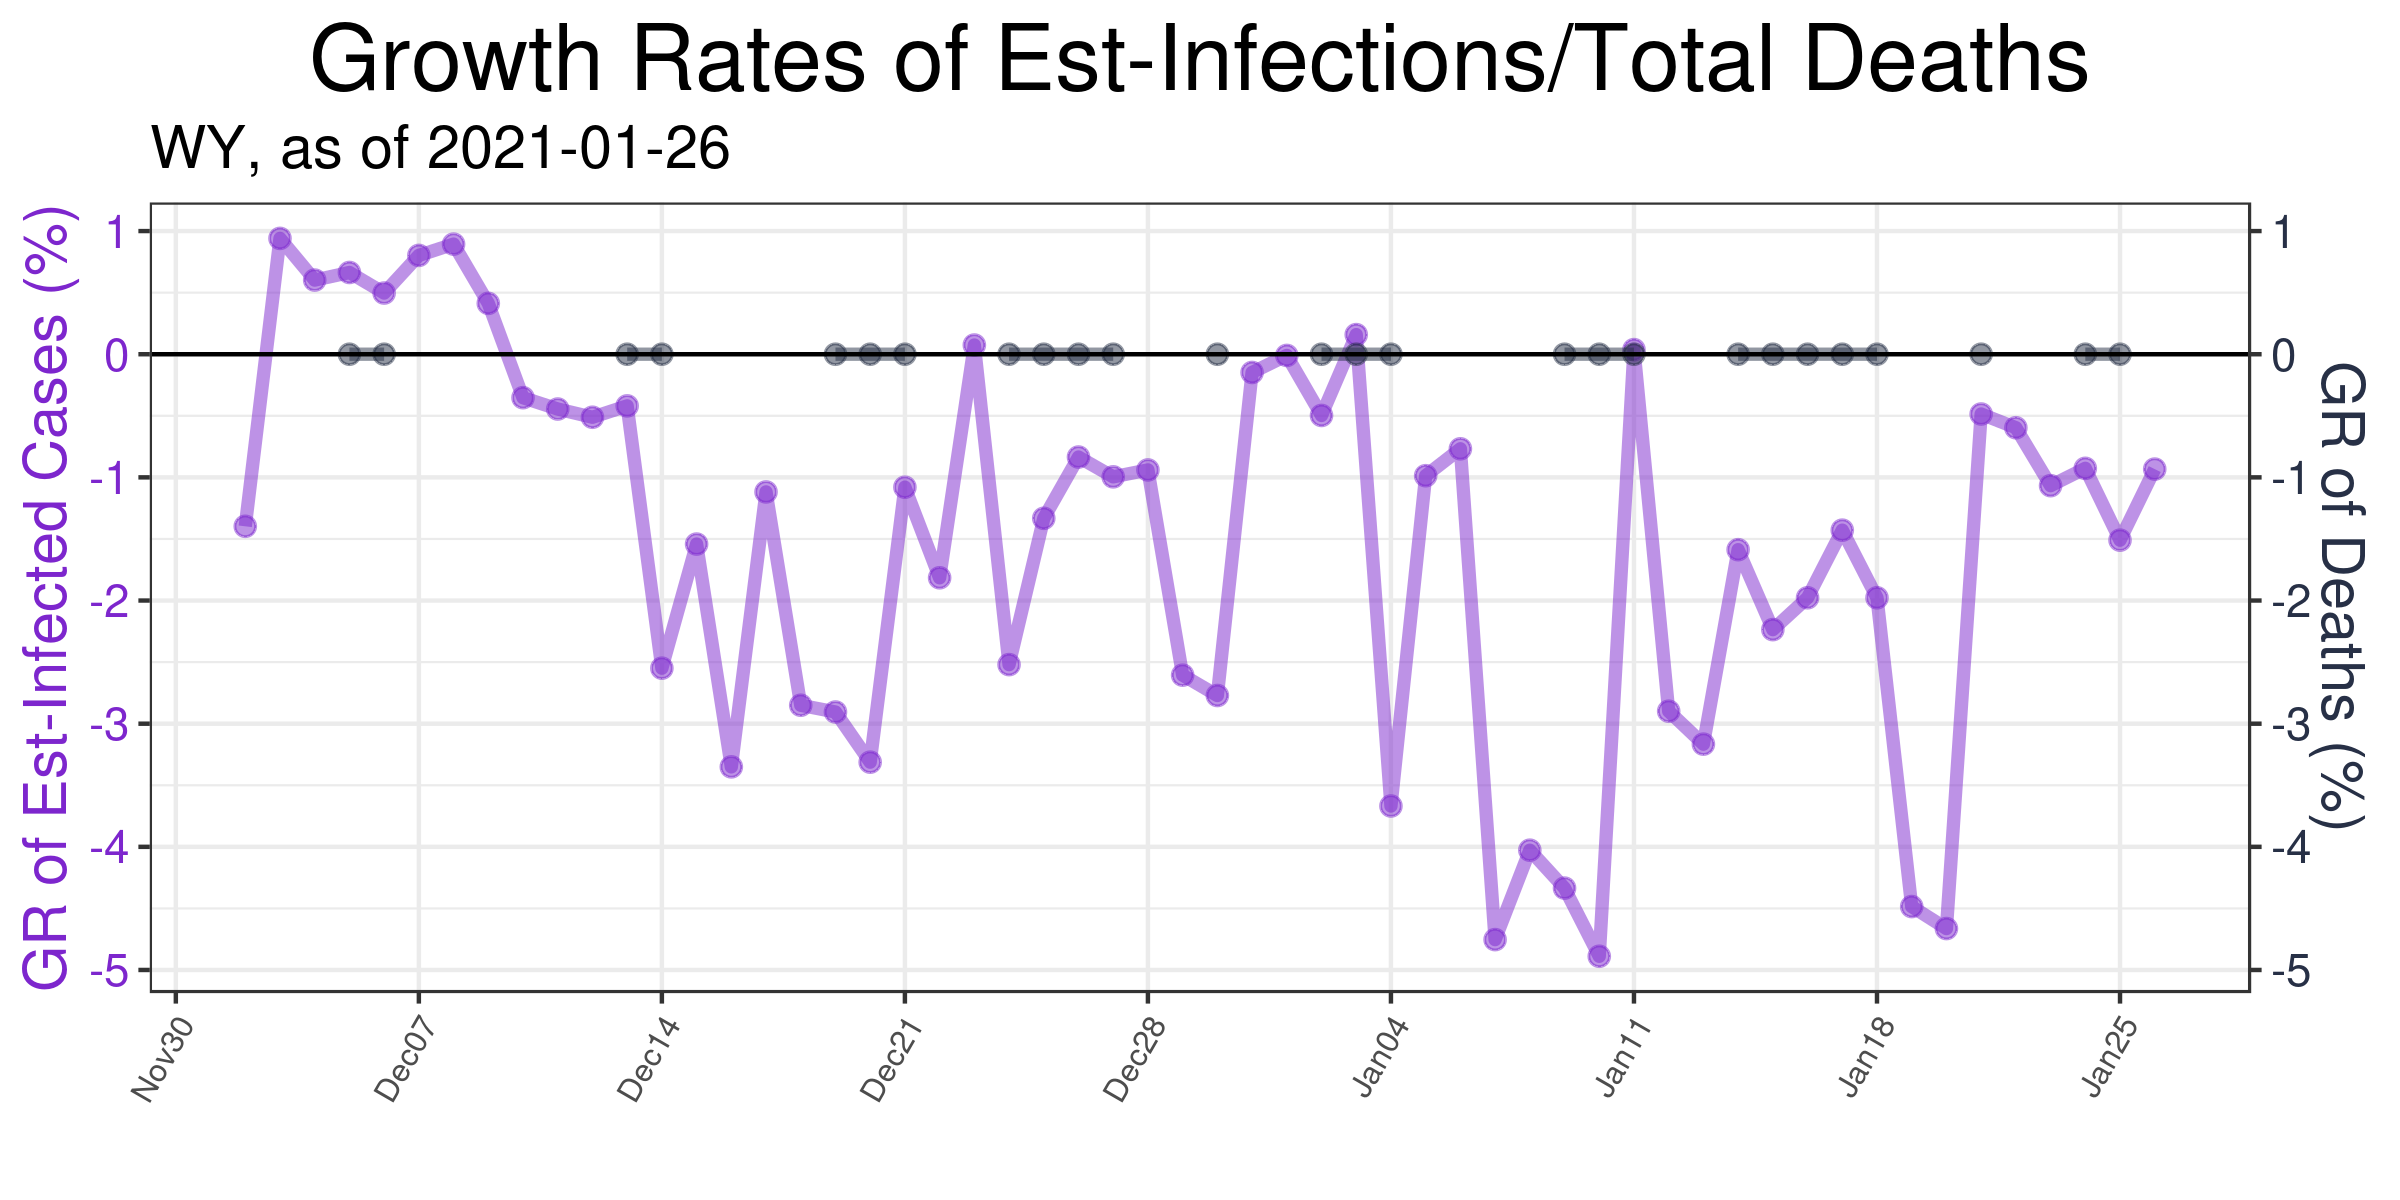 Growth Rates of Est-Infections/Total Deaths
WY, as of 2021-01-26
GR of Est-Infected Cases (%)
1
0
-1
-2
-3
-4
-5
1
0
-1
-2
-3
-4
-5
GR of Deaths (%)
Nov30
Dec07
Dec14
Dec21
Dec28
Jan04
Jan11
Jan18
Jan25